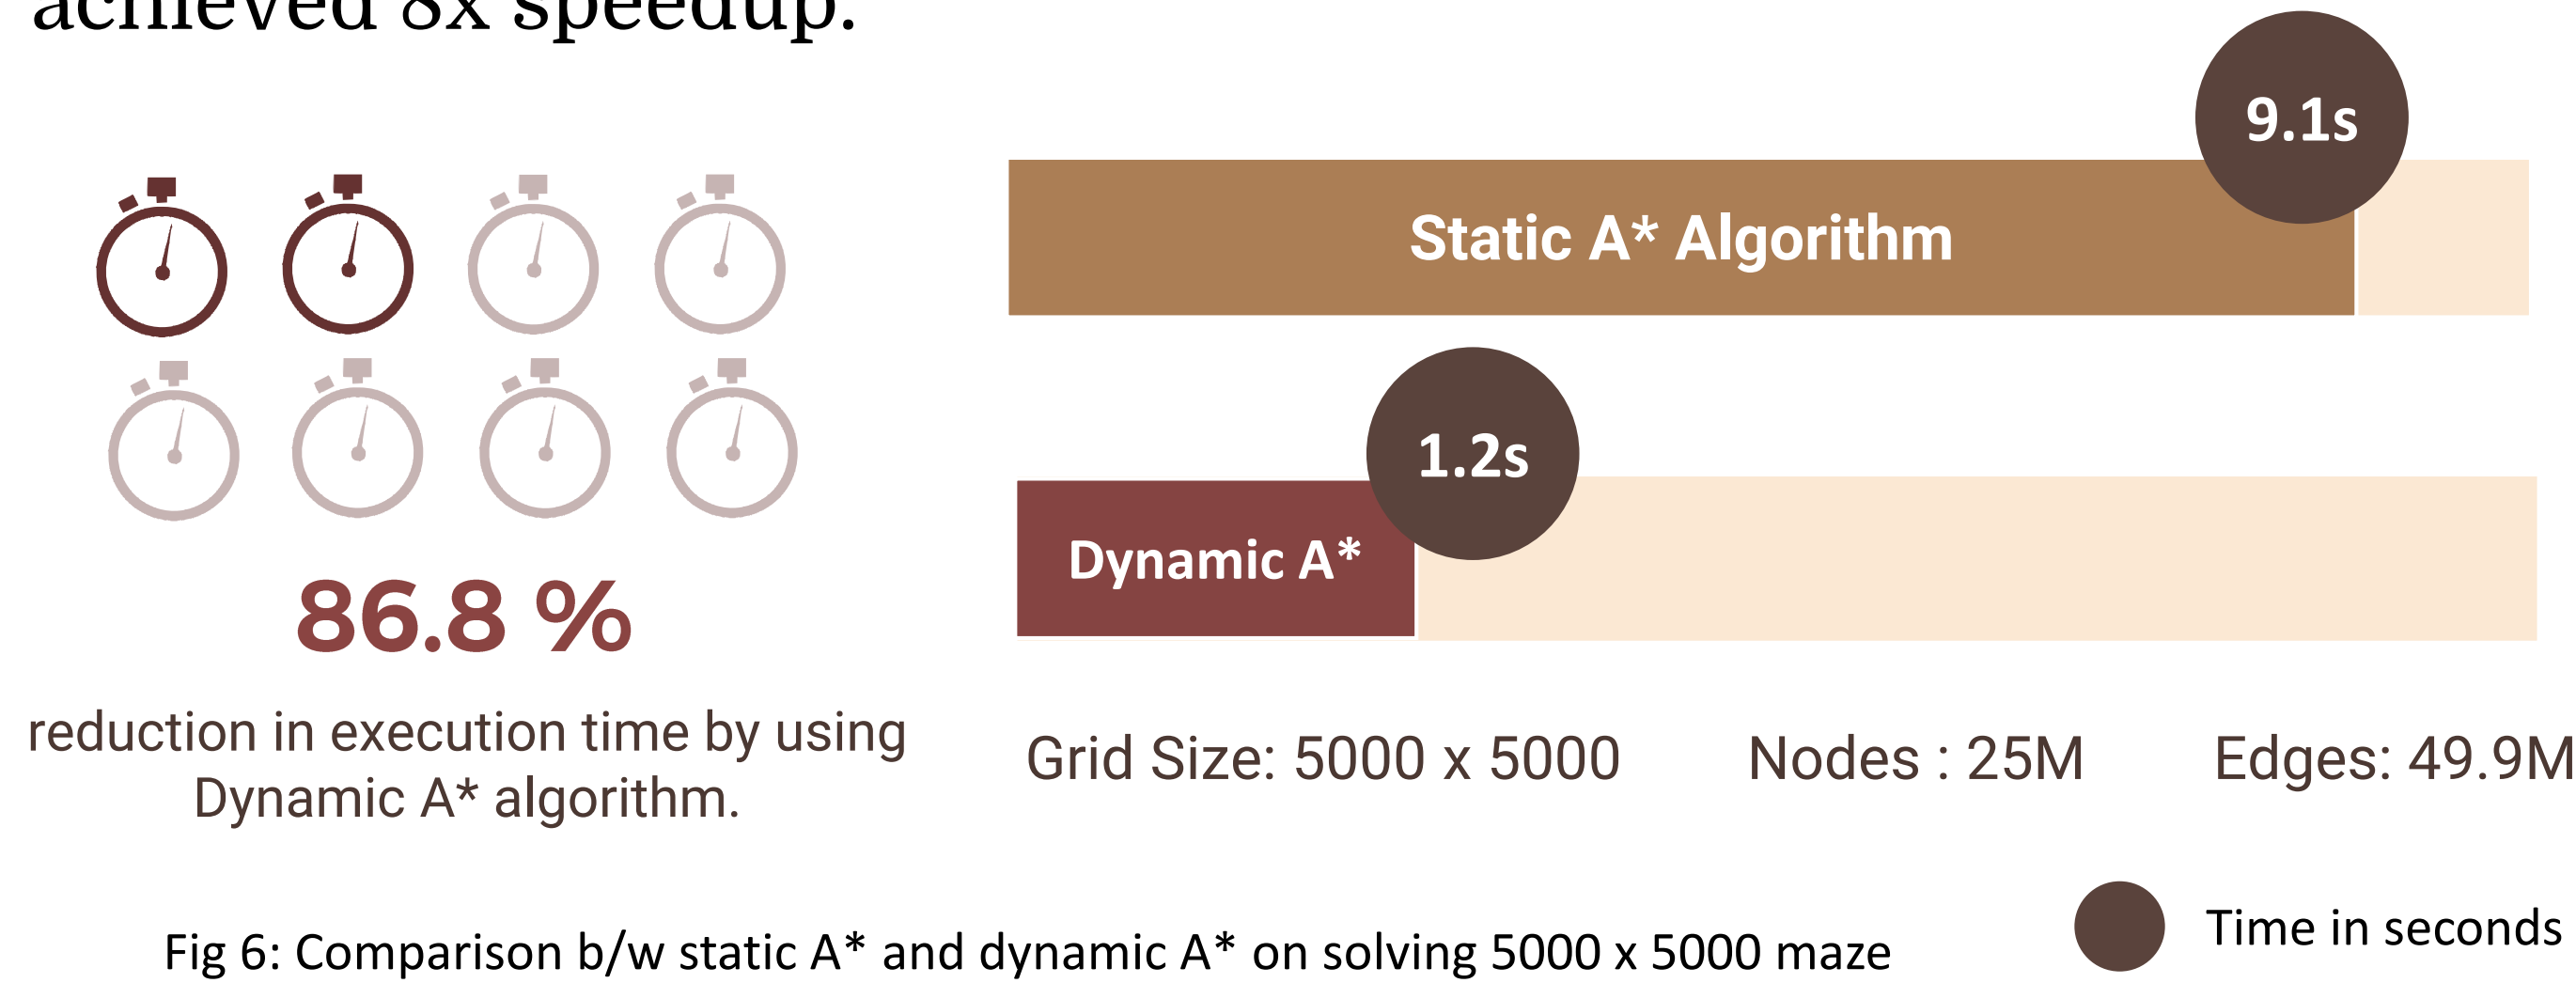 achieved 8x speedup.
9.1s
Static A* Algorithm
1.2s
Dynamic A*
86.8 %
reduction in execution time by using
Dynamic A* algorithm.
Grid Size: 5000 x 5000 Nodes : 25M Edges: 49.9M
Time in seconds
Fig 6: Comparison b/w static A* and dynamic A* on solving 5000 x 5000 maze